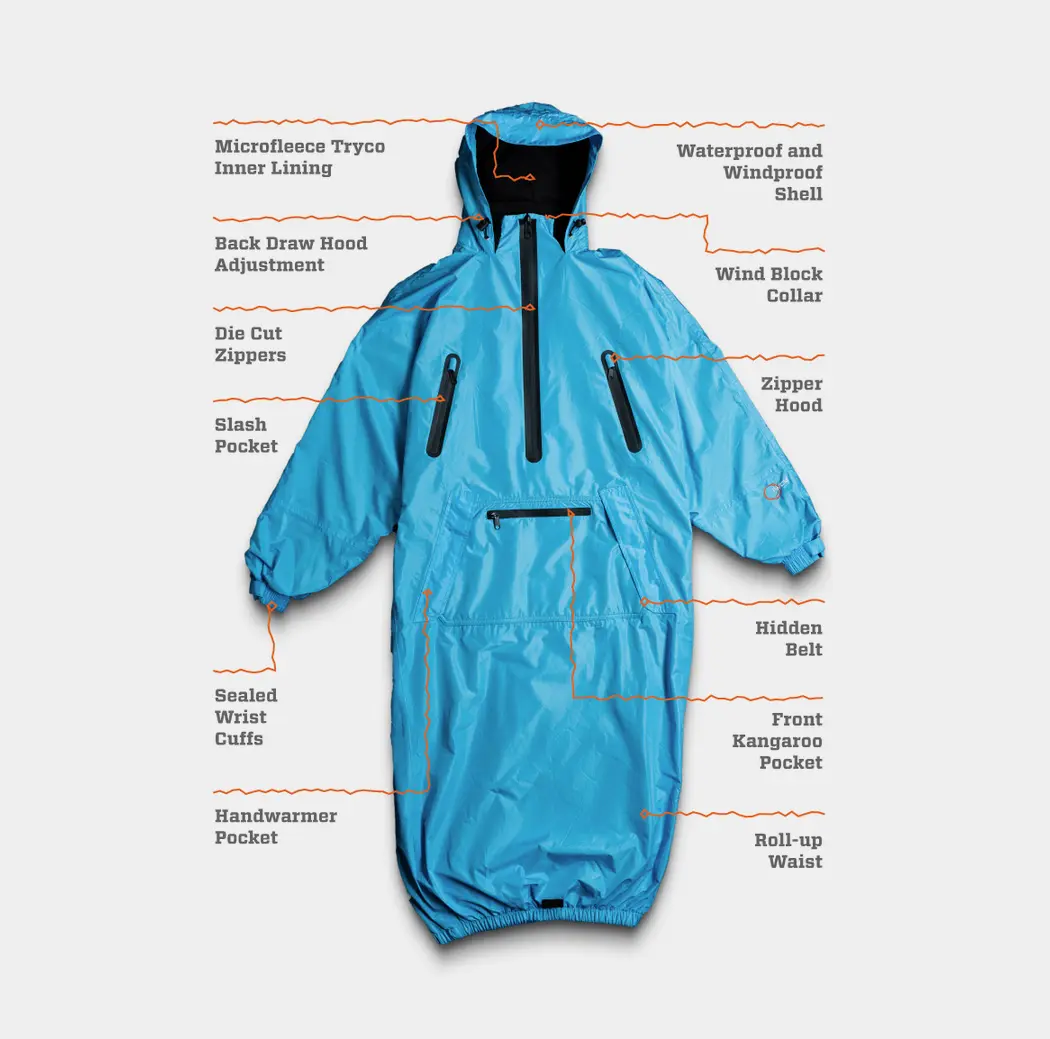 Microfleece Tryco
Inner Lining
Waterproof and
Windproof
Shell
Back Draw Hood
Adjustment
Wind Block
Collar
Die Cut
Zippers
Zipper
Hood
Slash
Pocket
Hidden
Belt
Sealed
Wrist
Cuffs
Front
Kangaroo
Pocket
Handwarmer
Pocket
Roll-up
Waist